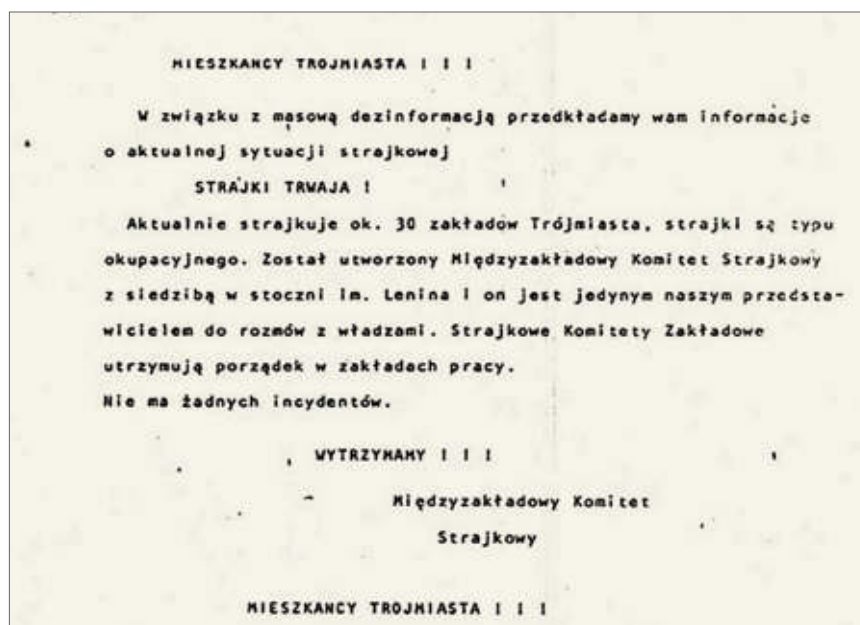 MIESZKANCY TROJMIASTA ! ! !
W związku z masową dezinformacją przedkładamy wam informacje
o aktualnej sytuacji strajkowej
STRAJKI TRWAJA !
Aktualnie strajkuje ok. 30 zakładów Trójmiasta, strajki są typu
okupacyjnego. Został utworzony Międzyzakładowy Komitet Strajkowy
z siedzibą w stoczni im. Lenina i on jest jedynym naszym przedsta-
wicielem do rozmów z władzami. Strajkowe Komitety Zakładowe
utrzymują porządek w zakładach pracy.
Nie ma żadnych incydentów.
WYTRZYMAMY ! ! !
Międzyzakładowy Komitet
Strajkowy
MIESZKANCY TROJMIASTA ! ! !